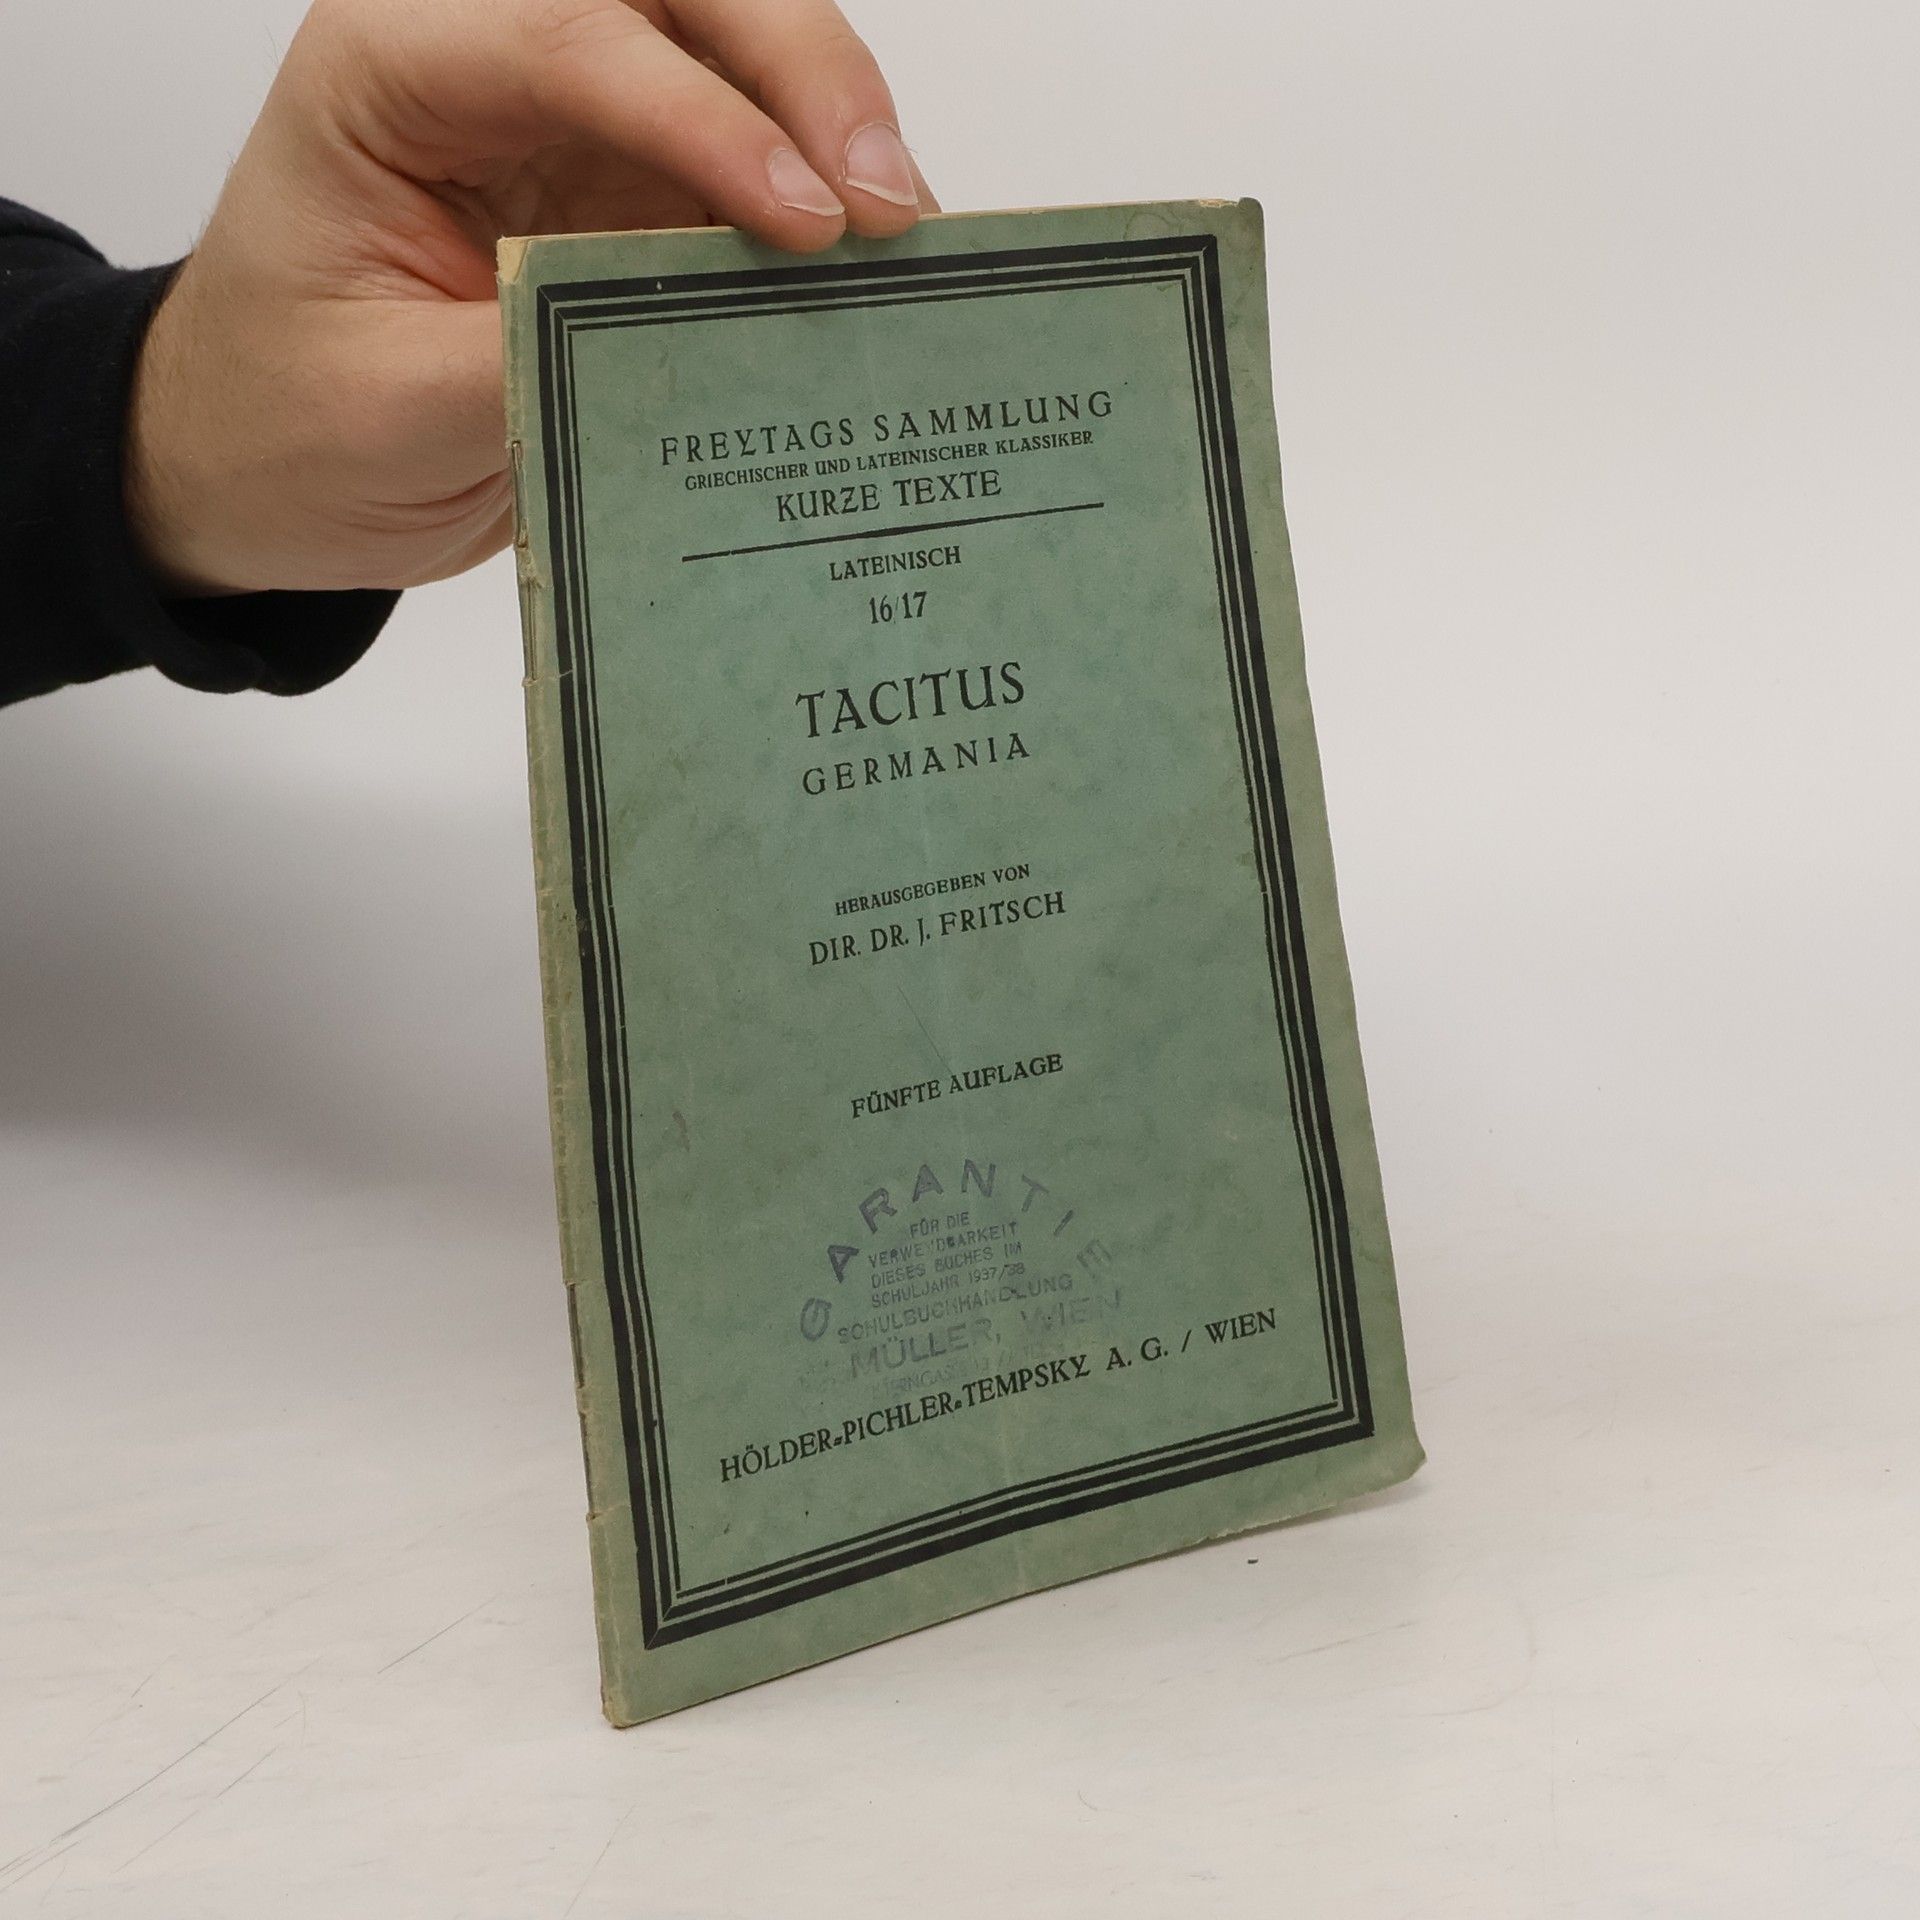 FREYTAGS SAMMLUNG
GRIECHISCHER UND LATEINISCHER KLASSIKER
KURZE TEXTE
LATEINISCH
16/17
TACITUS
GERMANIA
HERAUSGEGEBEN VON
DIR. DR. J. FRITSCH
FÜNFTE AUFLAGE
GARANTIE
FÜR DIE
VERWENDBARKEIT
DIESES BUCHES IM
SCHULJAHR 1937/38
SCHULBUCHHANDLUNG
MÜLLER, WIEN
HÖLDER-PICHLER-TEMPSKY A. G. / WIEN